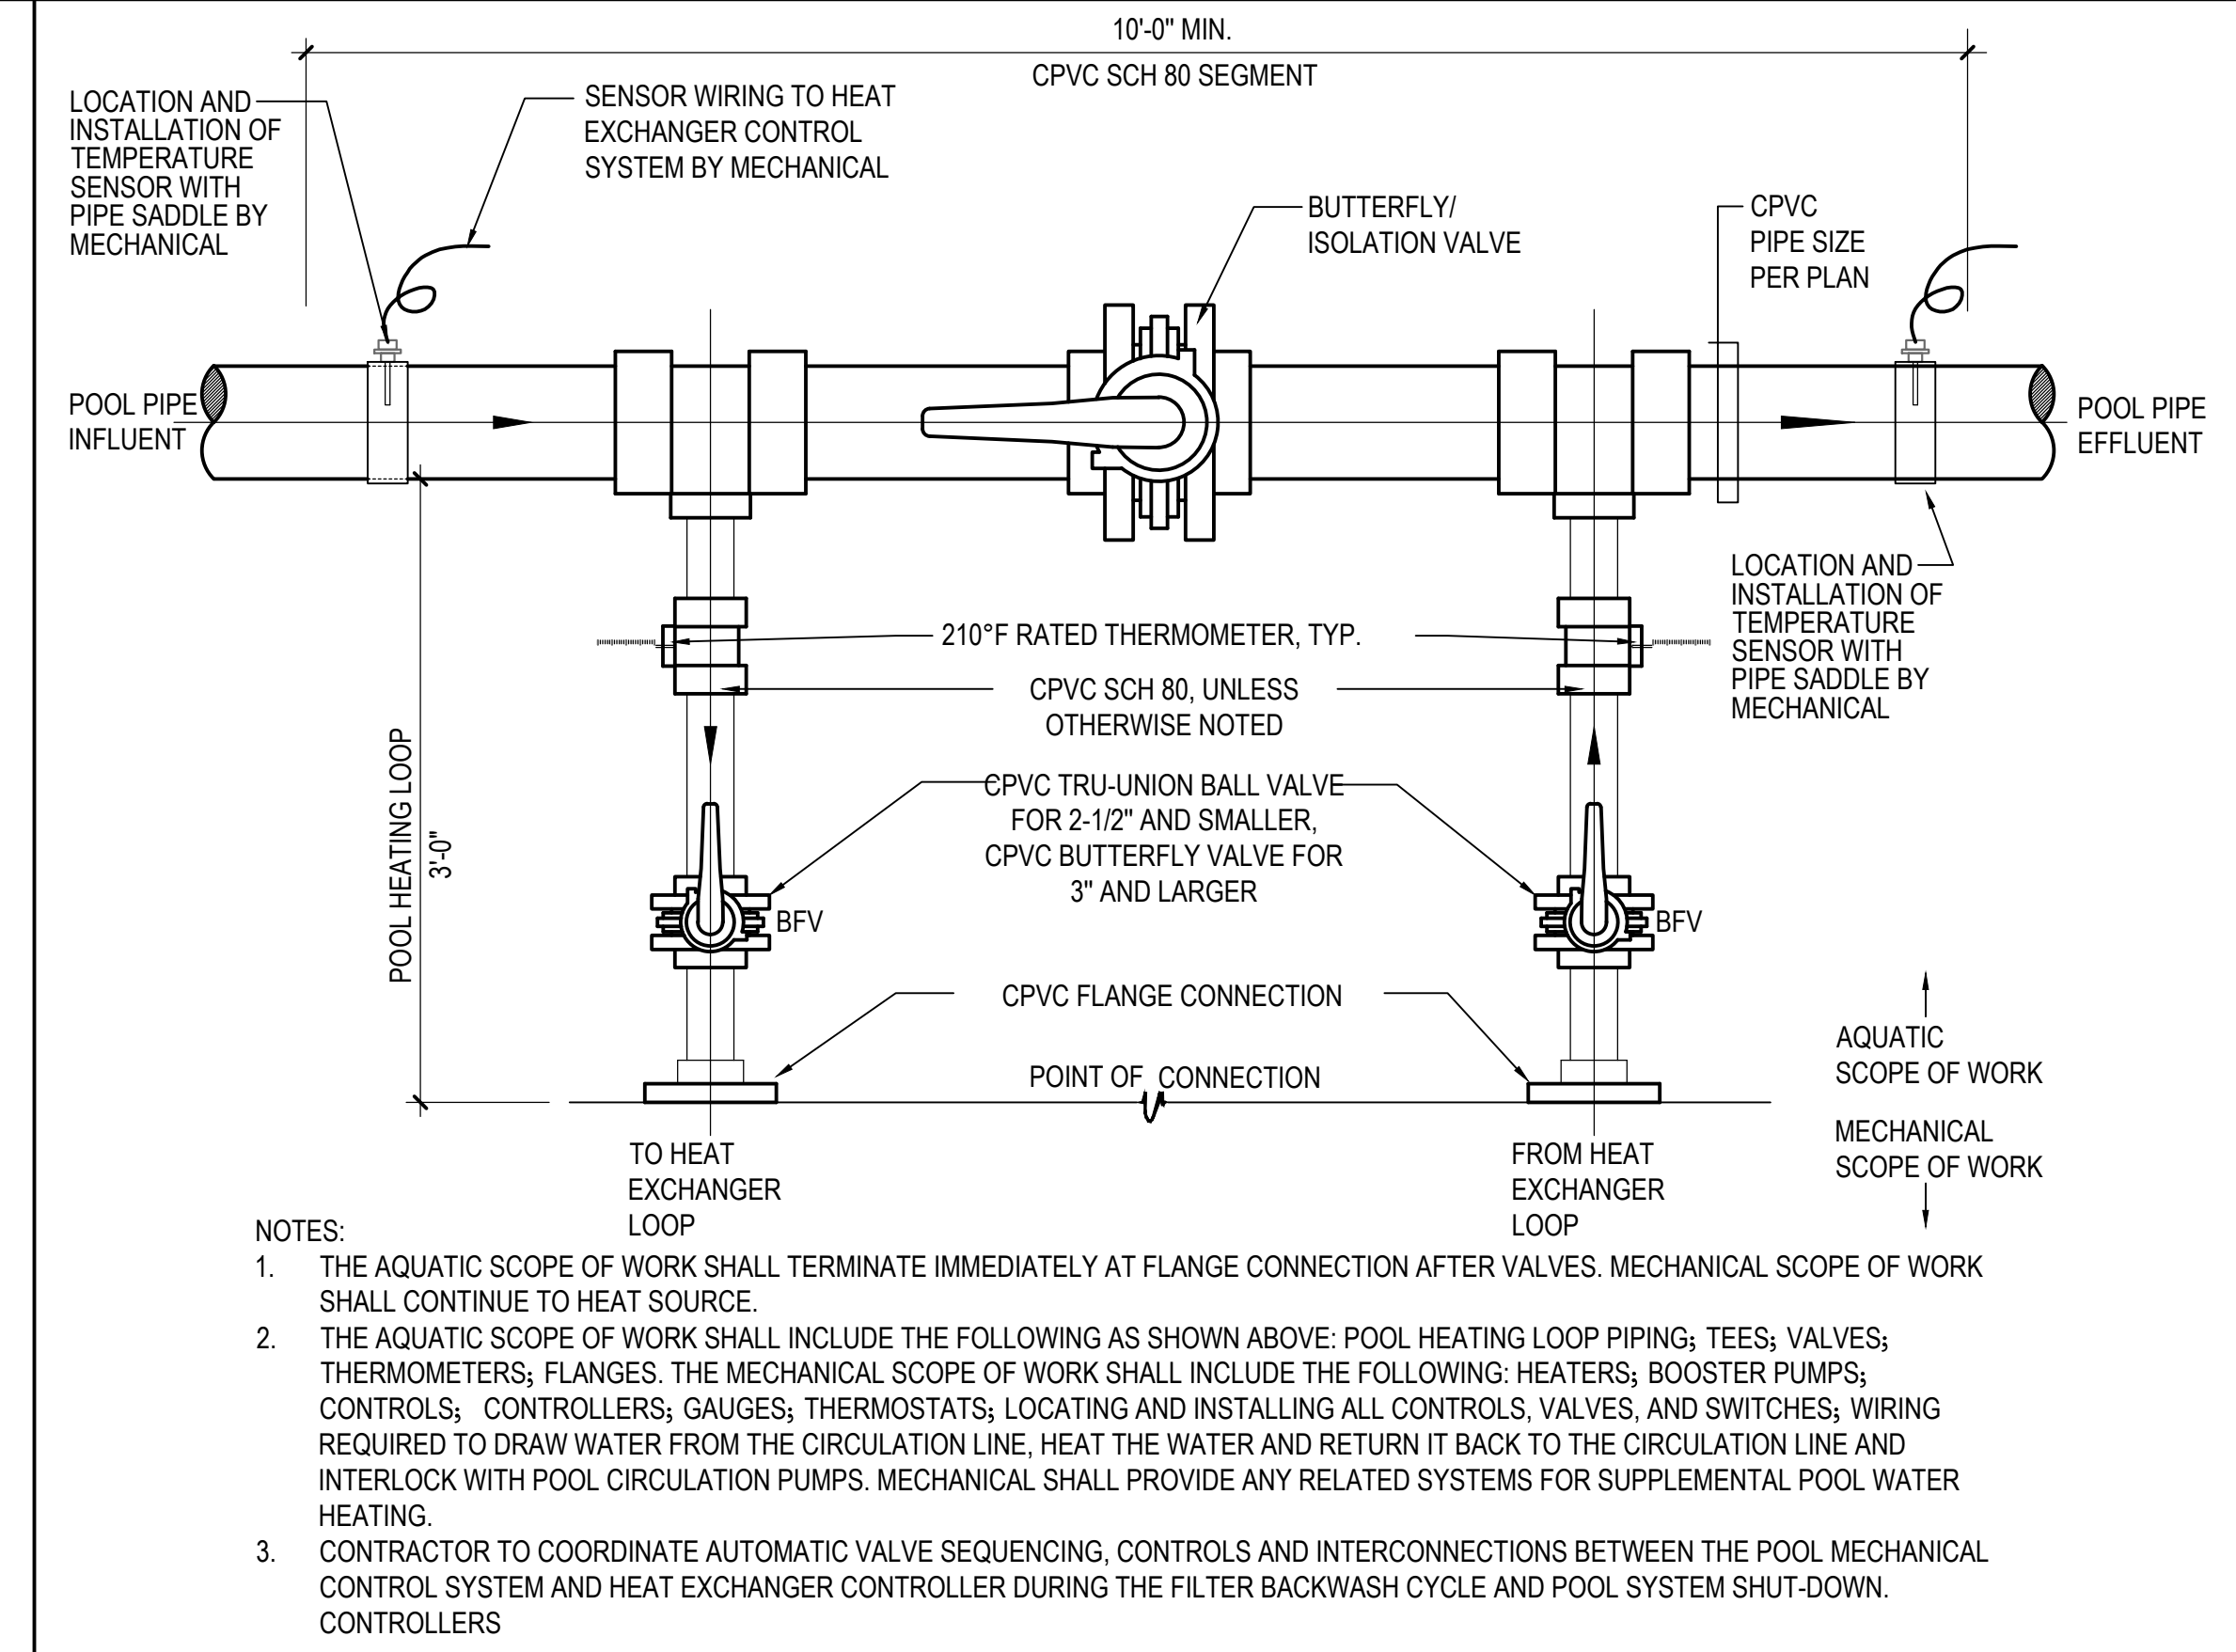 10'-0" MIN.
CPVC SCH 80 SEGMENT
LOCATION AND
INSTALLATION OF
TEMPERATURE
SENSOR WITH
PIPE SADDLE BY
MECHANICAL
SENSOR WIRING TO HEAT
EXCHANGER CONTROL
SYSTEM BY MECHANICAL
BUTTERFLY/
ISOLATION VALVE
CPVC
PIPE SIZE
PER PLAN
POOL PIPE
INFLUENT
POOL PIPE
EFFLUENT
LOCATION AND
INSTALLATION OF
TEMPERATURE
SENSOR WITH
PIPE SADDLE BY
MECHANICAL
210°F RATED THERMOMETER, TYP.
CPVC SCH 80, UNLESS
OTHERWISE NOTED
POOL HEATING LOOP
3'-0"
CPVC TRU-UNION BALL VALVE
FOR 2-1/2" AND SMALLER,
CPVC BUTTERFLY VALVE FOR
3" AND LARGER
BFV
BFV
CPVC FLANGE CONNECTION
POINT OF CONNECTION
AQUATIC
SCOPE OF WORK
MECHANICAL
SCOPE OF WORK
TO HEAT
EXCHANGER
LOOP
FROM HEAT
EXCHANGER
LOOP
NOTES:
1. THE AQUATIC SCOPE OF WORK SHALL TERMINATE IMMEDIATELY AT FLANGE CONNECTION AFTER VALVES. MECHANICAL SCOPE OF WORK
SHALL CONTINUE TO HEAT SOURCE.
2. THE AQUATIC SCOPE OF WORK SHALL INCLUDE THE FOLLOWING AS SHOWN ABOVE: POOL HEATING LOOP PIPING; TEES; VALVES;
THERMOMETERS; FLANGES. THE MECHANICAL SCOPE OF WORK SHALL INCLUDE THE FOLLOWING: HEATERS; BOOSTER PUMPS;
CONTROLS; CONTROLLERS; GAUGES; THERMOSTATS; LOCATING AND INSTALLING ALL CONTROLS, VALVES, AND SWITCHES; WIRING
REQUIRED TO DRAW WATER FROM THE CIRCULATION LINE, HEAT THE WATER AND RETURN IT BACK TO THE CIRCULATION LINE AND
INTERLOCK WITH POOL CIRCULATION PUMPS. MECHANICAL SHALL PROVIDE ANY RELATED SYSTEMS FOR SUPPLEMENTAL POOL WATER
HEATING.
3. CONTRACTOR TO COORDINATE AUTOMATIC VALVE SEQUENCING, CONTROLS AND INTERCONNECTIONS BETWEEN THE POOL MECHANICAL
CONTROL SYSTEM AND HEAT EXCHANGER CONTROLLER DURING THE FILTER BACKWASH CYCLE AND POOL SYSTEM SHUT-DOWN.
CONTROLLERS